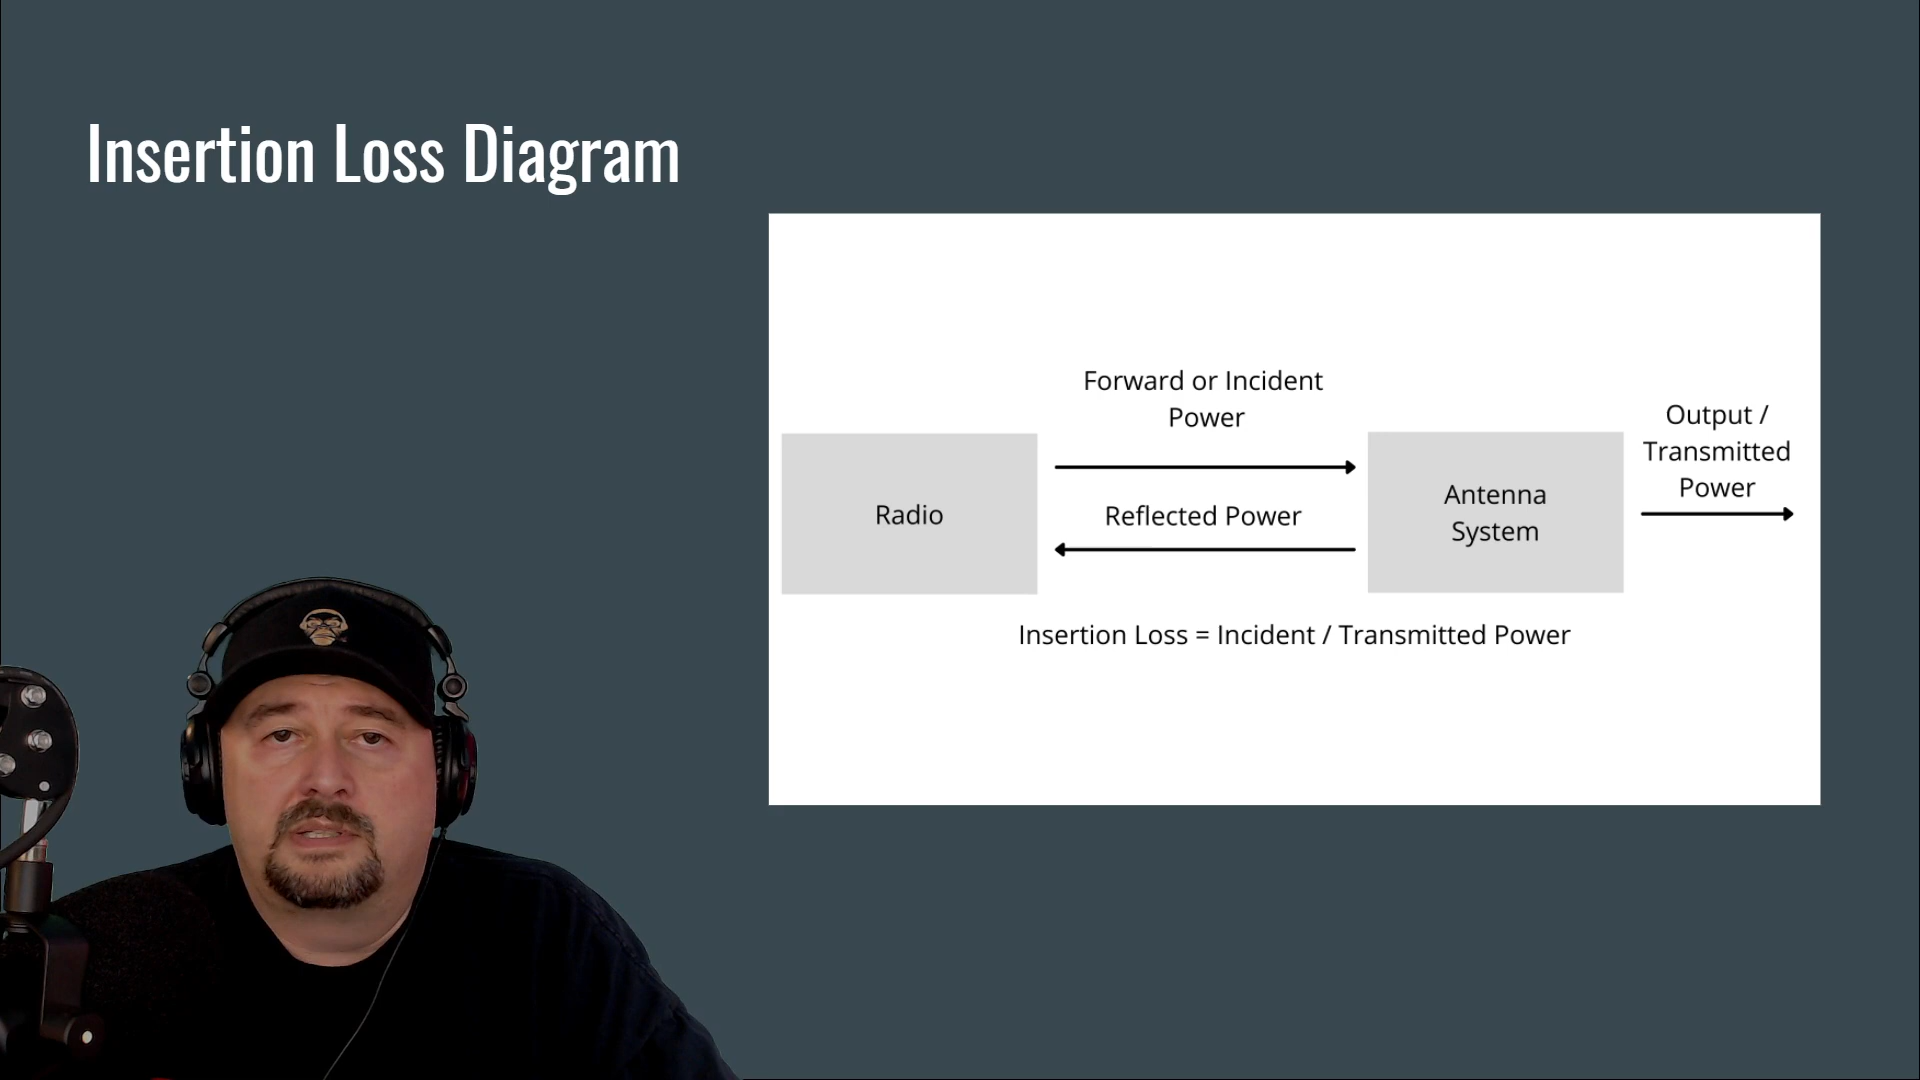 Insertion Loss Diagram
Forward or Incident
Power
Output /
Transmitted
Power
Radio
Reflected Power
Antenna
System
Insertion Loss = Incident / Transmitted Power